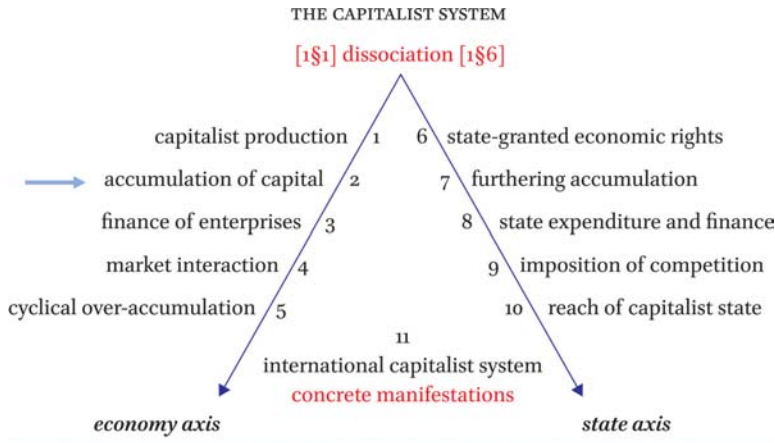 THE CAPITALIST SYSTEM
[1§1] dissociation [1§6]
capitalist production 1 6 state-granted economic rights
accumulation of capital 2 7 furthering accumulation
finance of enterprises 3 8 state expenditure and finance
market interaction 4 9 imposition of competition
cyclical over-accumulation 5 10 reach of capitalist state
11
international capitalist system
concrete manifestations
economy axis state axis